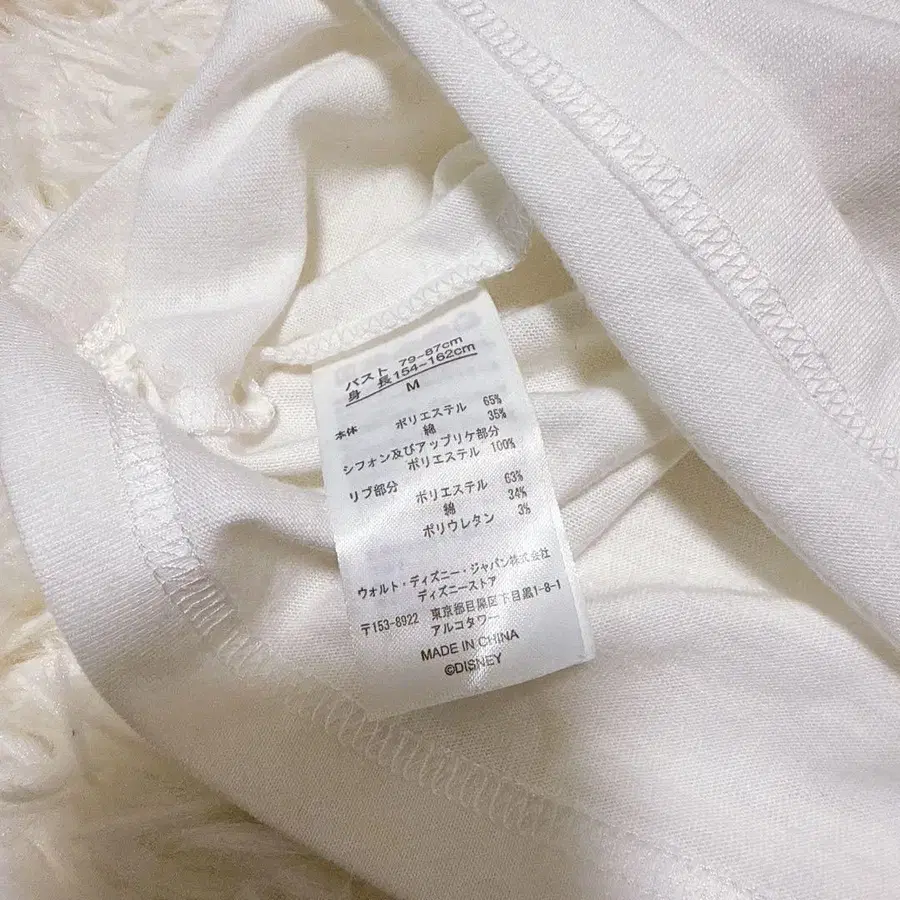 バスト 79-87cm
身 長 154-162cm
M
本体 ポリエステル 65%
綿 35%
シフォン及びアップリケ部分
ポリエステル 100%
リブ部分 ポリエステル 63%
綿 34%
ポリウレタン 3%
ウォルト・ディズニー・ジャパン株式会社
ディズニーストア
〒153-8922 東京都目黒区下目黒1-8-1
アルコタワー
MADE IN CHINA
©DISNEY